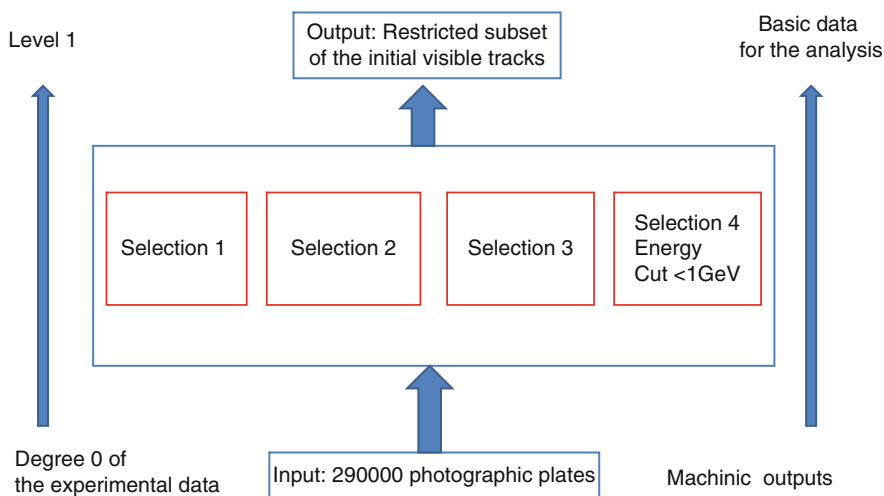 Level 1
Output: Restricted subset
of the initial visible tracks
Basic data
for the analysis
Selection 1
Selection 2
Selection 3
Selection 4
Energy
Cut <1GeV
Degree 0 of
the experimental data
Input: 290000 photographic plates
Machinic outputs